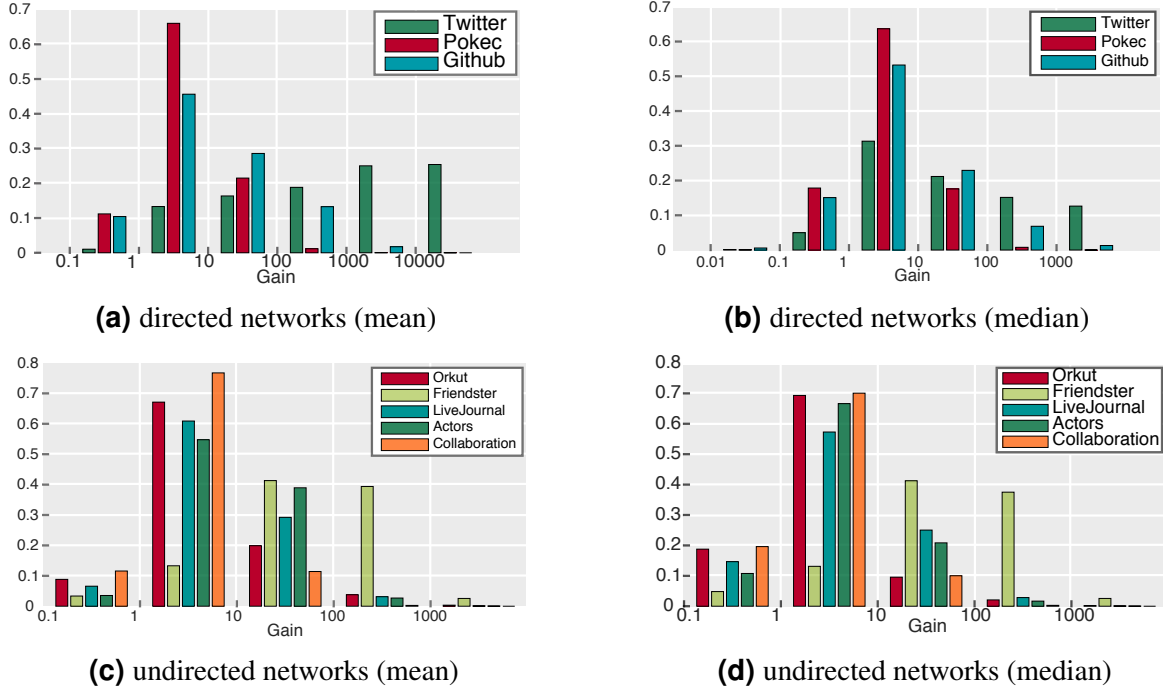 0.7
0.6
0.5
0.4
0.3
0.2
0.1
0
Twitter
Pokec
Github
0.1 1 10 100 1000 10000
Gain
(a) directed networks (mean)
0.7
0.6
0.5
0.4
0.3
0.2
0.1
0
Twitter
Pokec
Github
0.01 0.1 1 10 100 1000
Gain
(b) directed networks (median)
0.8
0.7
0.6
0.5
0.4
0.3
0.2
0.1
0
Orkut
Friendster
LiveJournal
Actors
Collaboration
0.1 1 10 100 1000
Gain
(c) undirected networks (mean)
0.8
0.7
0.6
0.5
0.4
0.3
0.2
0.1
0
Orkut
Friendster
LiveJournal
Actors
Collaboration
0.1 1 10 100 1000
Gain
(d) undirected networks (median)